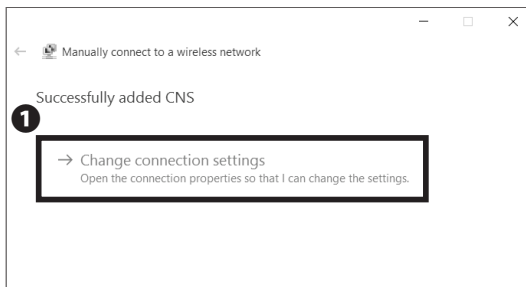 Manually connect to a wireless network
Successfully added CNS
1
→ Change connection settings
Open the connection properties so that I can change the settings.